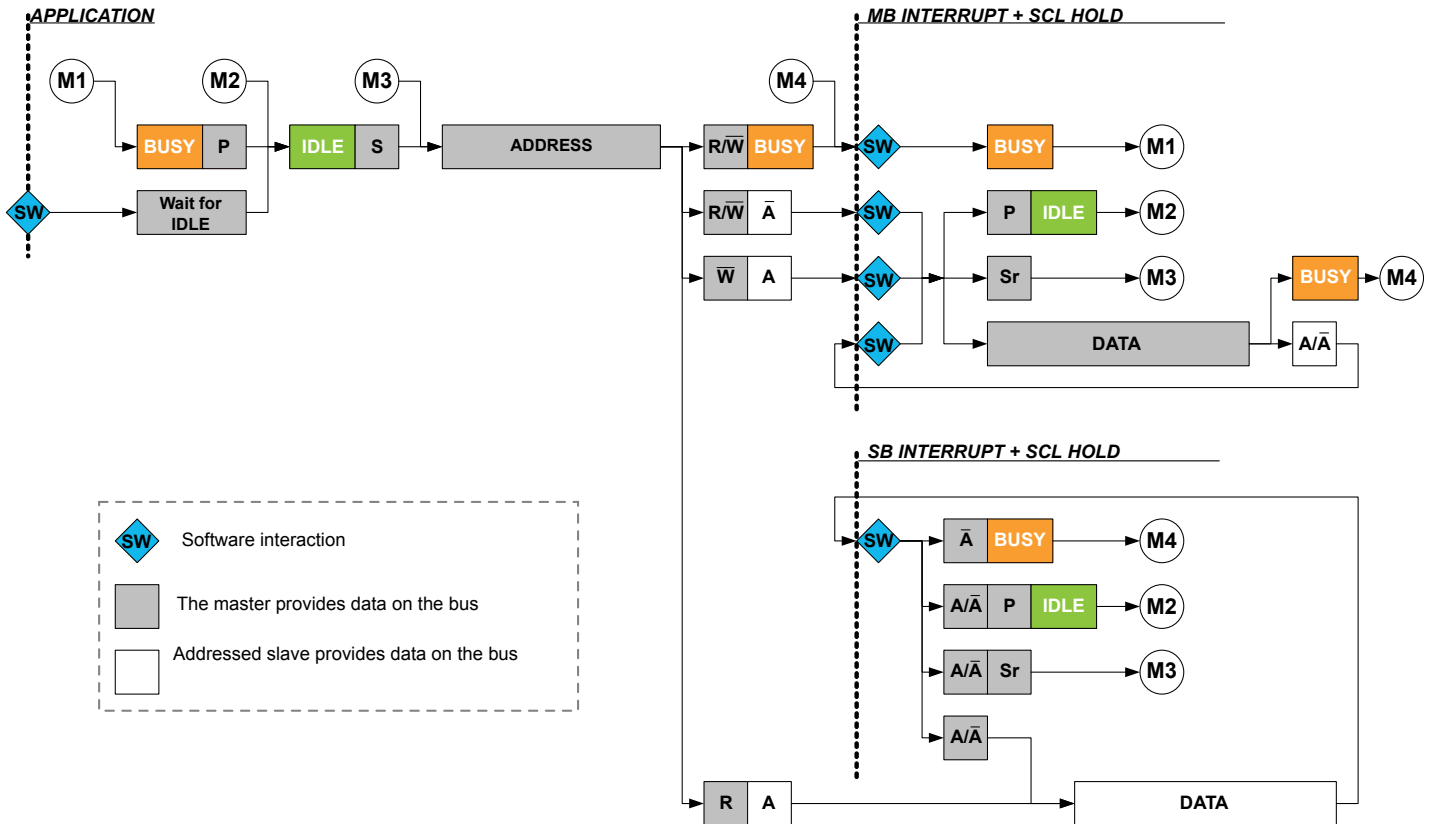 APPLICATION
MB INTERRUPT + SCL HOLD
M1
M2
M3
M4
BUSY P
IDLE S
ADDRESS
R/W̅ BUSY
SW
BUSY
M1
SW
Wait for
IDLE
R/W̅ A̅
SW
P IDLE
M2
W̅ A
SW
Sr
M3
BUSY
M4
SW
DATA
A/A̅
SB INTERRUPT + SCL HOLD
SW
A̅ BUSY
M4
A/A̅ P IDLE
M2
A/A̅ Sr
M3
A/A̅
R A
DATA
SW
Software interaction
The master provides data on the bus
Addressed slave provides data on the bus